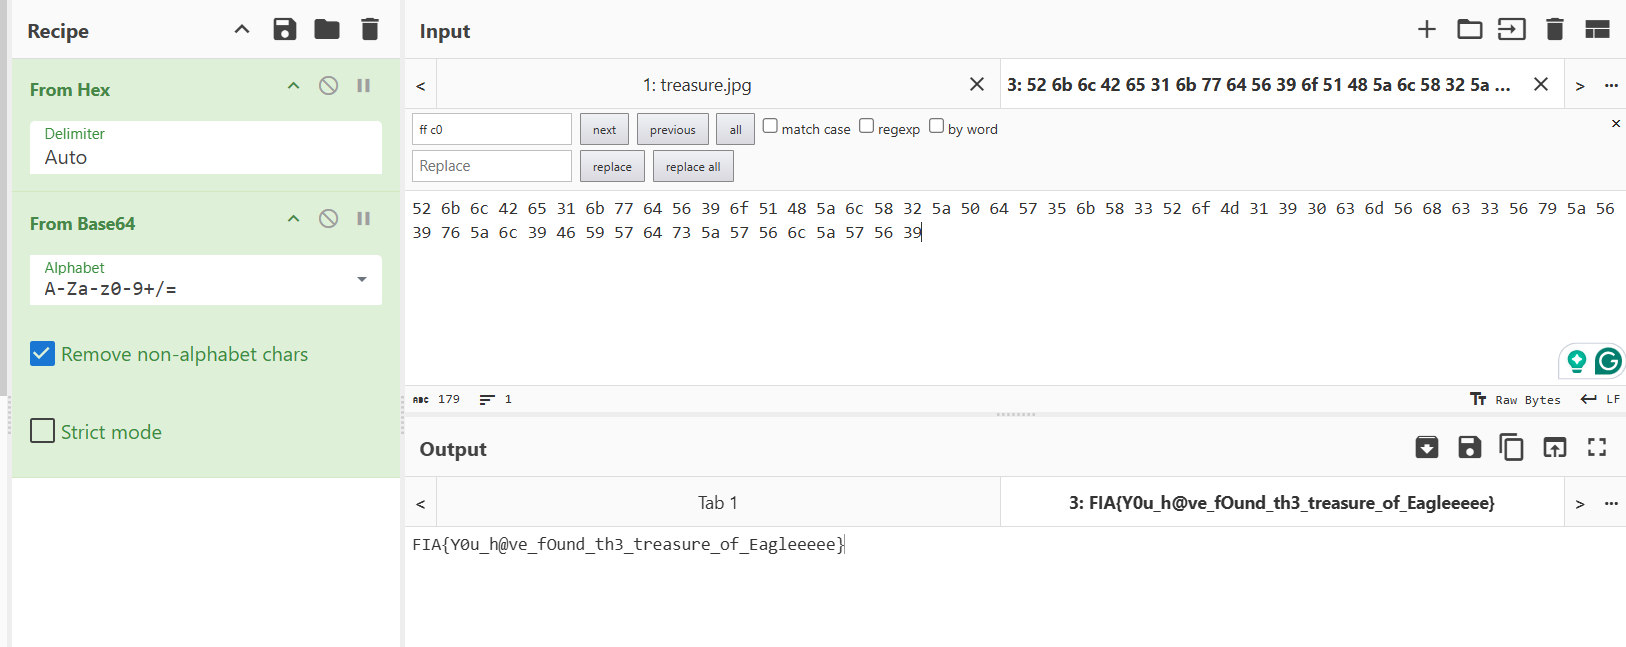 Recipe
From Hex
Delimiter
Auto
From Base64
Alphabet
A-Za-z0-9+/=
Remove non-alphabet chars
Strict mode
Input
< 1: treasure.jpg 3: 52 6b 6c 42 65 31 6b 77 64 56 39 6f 51 48 5a 6c 58 32 5a ... > ...
ff c0 next previous all match case regexp by word ×
Replace replace replace all
52 6b 6c 42 65 31 6b 77 64 56 39 6f 51 48 5a 6c 58 32 5a 50 64 57 35 6b 58 33 52 6f 4d 31 39 30 63 6d 56 68 63 33 56 79 5a 56
39 76 5a 6c 39 46 59 57 64 73 5a 57 56 6c 5a 57 56 39
ABC 179 1 Tт Raw Bytes LF
Output
< Tab 1 3: FIA{Y0u_h@ve_fOund_th3_treasure_of_Eagleeeee} > ...
FIA{Y0u_h@ve_fOund_th3_treasure_of_Eagleeeee}